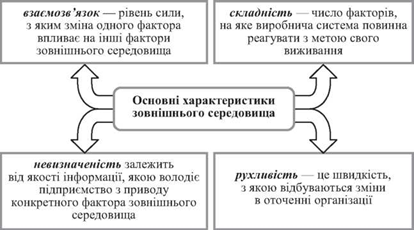 взаємозв’язок — рівень сили,
з яким зміна одного фактора
впливає на інші фактори
зовнішнього середовища
складність — число факторів,
на яке виробнича система повинна
реагувати з метою свого
виживання
Основні характеристики
зовнішнього середовища
невизначеність залежить
від якості інформації, якою володіє
підприємство з приводу
конкретного фактора зовнішнього
середовища
рухливість — це швидкість,
з якою відбуваються зміни
в оточенні організації